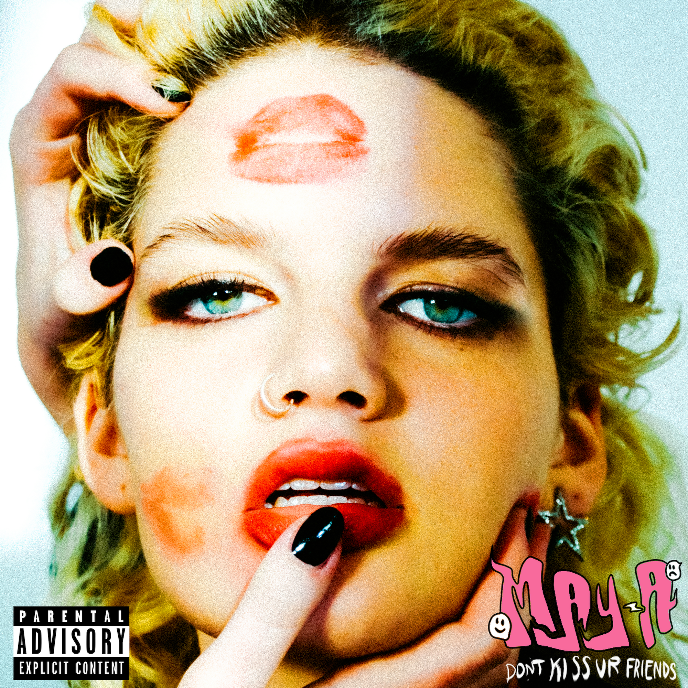 MAY-A
DONT KISS UR FRIENDS
PARENTAL
ADVISORY
EXPLICIT CONTENT